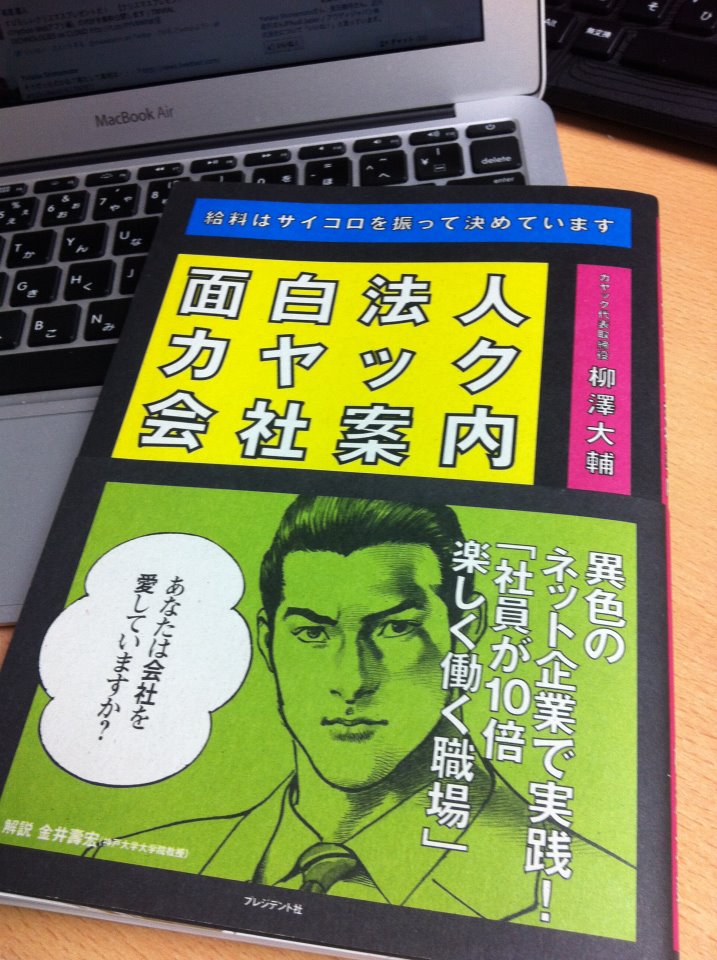 MacBook Air
delete
enter
給料はサイコロを振って決めています
面白法人
カヤック
会社案内
カヤック代表取締役 柳澤大輔
異色の
ネット企業で実践！
「社員が10倍
楽しく働く職場」
あなたは会社を
愛していますか？
解説 金井壽宏(神戸大学大学院教授)
プレジデント社